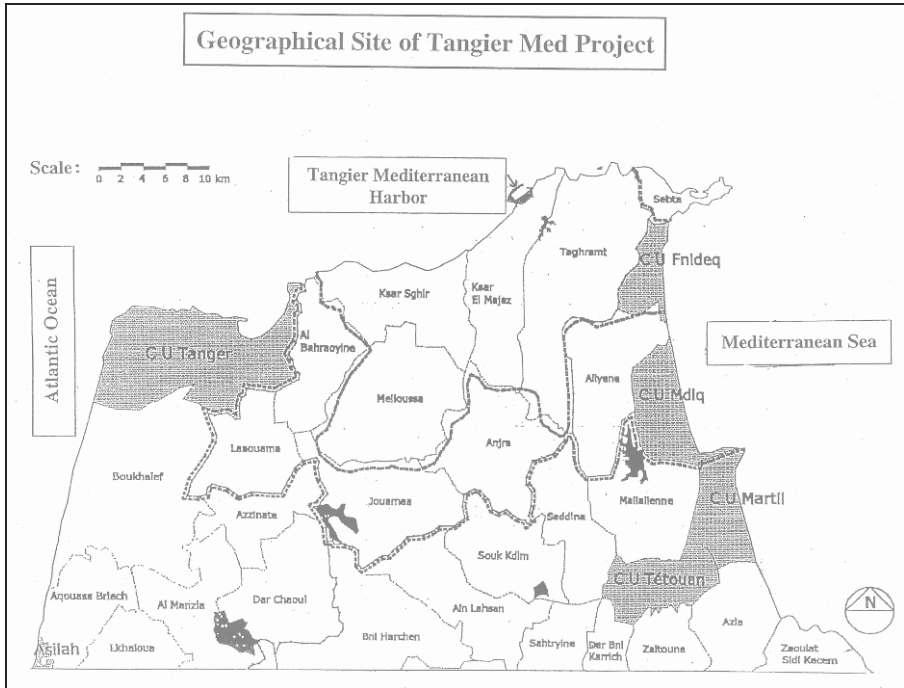 Geographical Site of Tangier Med Project
Scale:
0 2 4 6 8 10 km
Tangier Mediterranean
Harbor
Sebta
Taghramt
C U Fnideq
Atlantic Ocean
Ksar Sghir
Ksar
El Majaz
Al
Bahraoyine
Mediterranean Sea
C U Tanger
Allyene
Melloussa
C U Mdiq
Anjra
Laaouama
Boukhalef
Jouamaa
Mallalienne
C U Martil
Azzinate
Saddina
Souk Kdim
C U Tétouan
Aqouass Briech
Al Manzla
Dar Chaoui
Ain Lahsan
N
Azla
Bni Harchen
Asilah
Lkhaloua
Sahtryine
Dar Bni
Karrich
Zaitoune
Zaoulat
Sidi Kacem